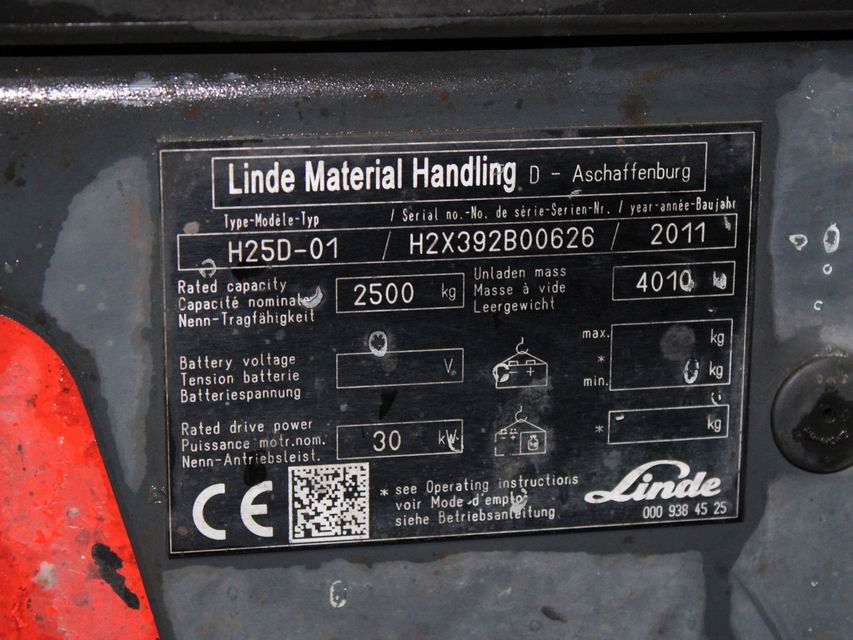 Linde Material Handling D - Aschaffenburg
Type-Modèle-Typ / Serial no.-No. de série-Serien-Nr. / year-année-Baujahr
H25D-01 / H2X392B00626 / 2011
Rated capacity
Capacité nominale
Nenn-Tragfähigkeit
2500 kg
Unladen mass
Masse à vide
Leergewicht
4010
Battery voltage
Tension batterie
Batteriespannung
V
max. kg
*
min. kg
Rated drive power
Puissance motr.nom.
Nenn-Antriebsleist.
30 kW
* kg
CE
* see Operating instructions
voir Mode d'emploi
siehe Betriebsanleitung
Linde
000 938 45 25